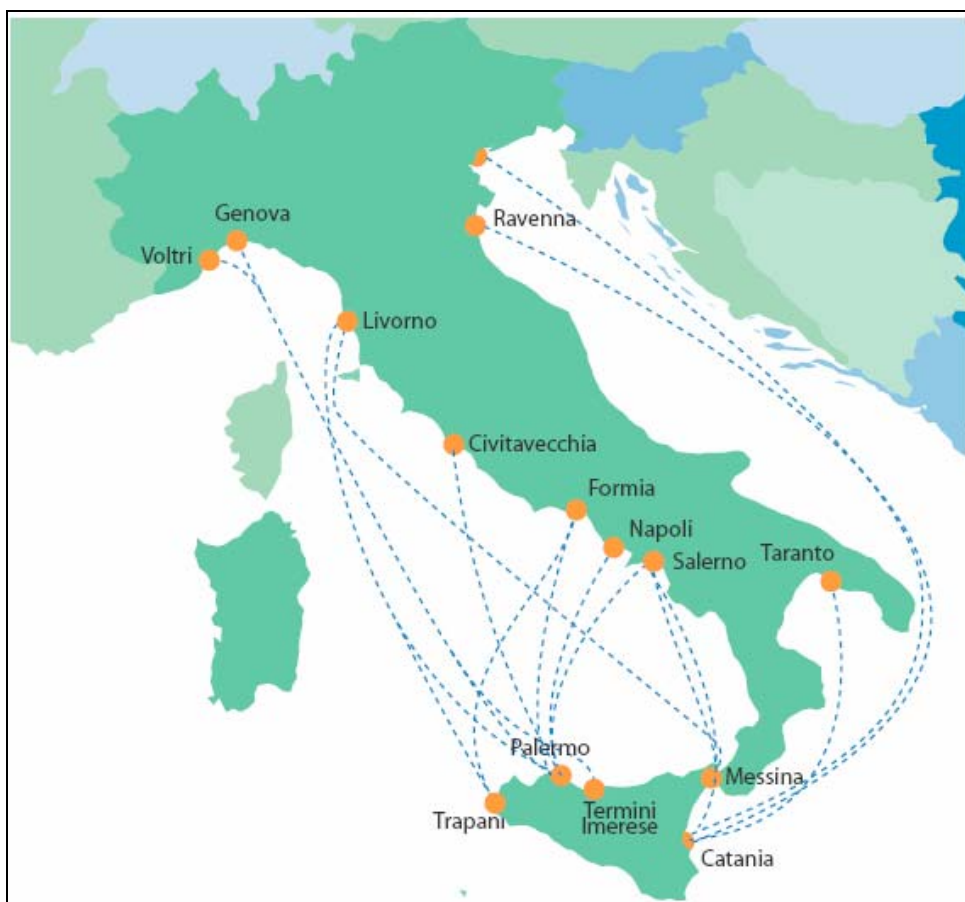 Genova
Ravenna
Voltri
Livorno
Civitavecchia
Formia
Napoli
Salerno
Taranto
Palermo
Messina
Trapani
Termini
Imerese
Catania